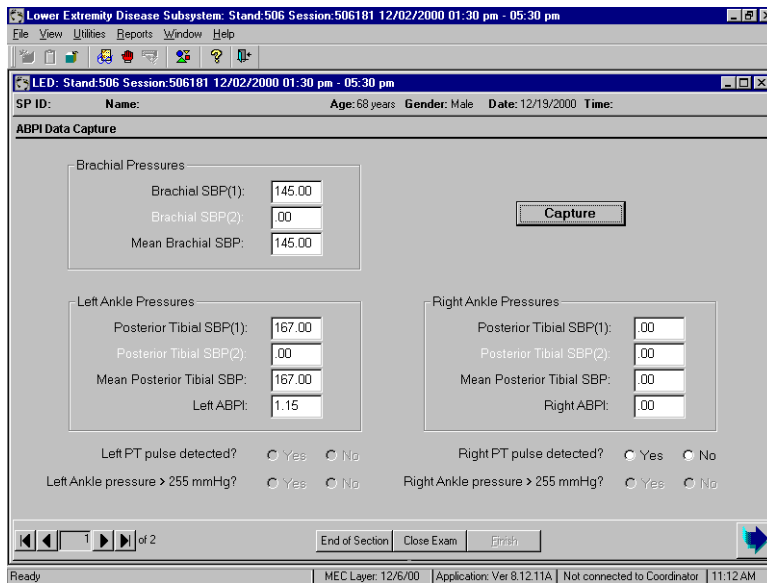 Lower Extremity Disease Subsystem: Stand:506 Session:506181 12/02/2000 01:30 pm - 05:30 pm
File View Utilities Reports Window Help
LED: Stand:506 Session:506181 12/02/2000 01:30 pm - 05:30 pm
SP ID: Name: Age: 68 years Gender: Male Date: 12/19/2000 Time:
ABPI Data Capture
Brachial Pressures
Brachial SBP(1): 145.00
Brachial SBP(2): .00
Capture
Mean Brachial SBP: 145.00
Left Ankle Pressures Right Ankle Pressures
Posterior Tibial SBP(1): 167.00 Posterior Tibial SBP(1): .00
Posterior Tibial SBP(2): .00 Posterior Tibial SBP(2): .00
Mean Posterior Tibial SBP: 167.00 Mean Posterior Tibial SBP: .00
Left ABPI: 1.15 Right ABPI: .00
Left PT pulse detected? Yes No Right PT pulse detected? Yes No
Left Ankle pressure > 255 mmHg? Yes No Right Ankle pressure > 255 mmHg? Yes No
1 of 2 End of Section Close Exam Finish
Ready MEC Layer: 12/6/00 Application: Ver 8.12.11A Not connected to Coordinator 11:12 AM